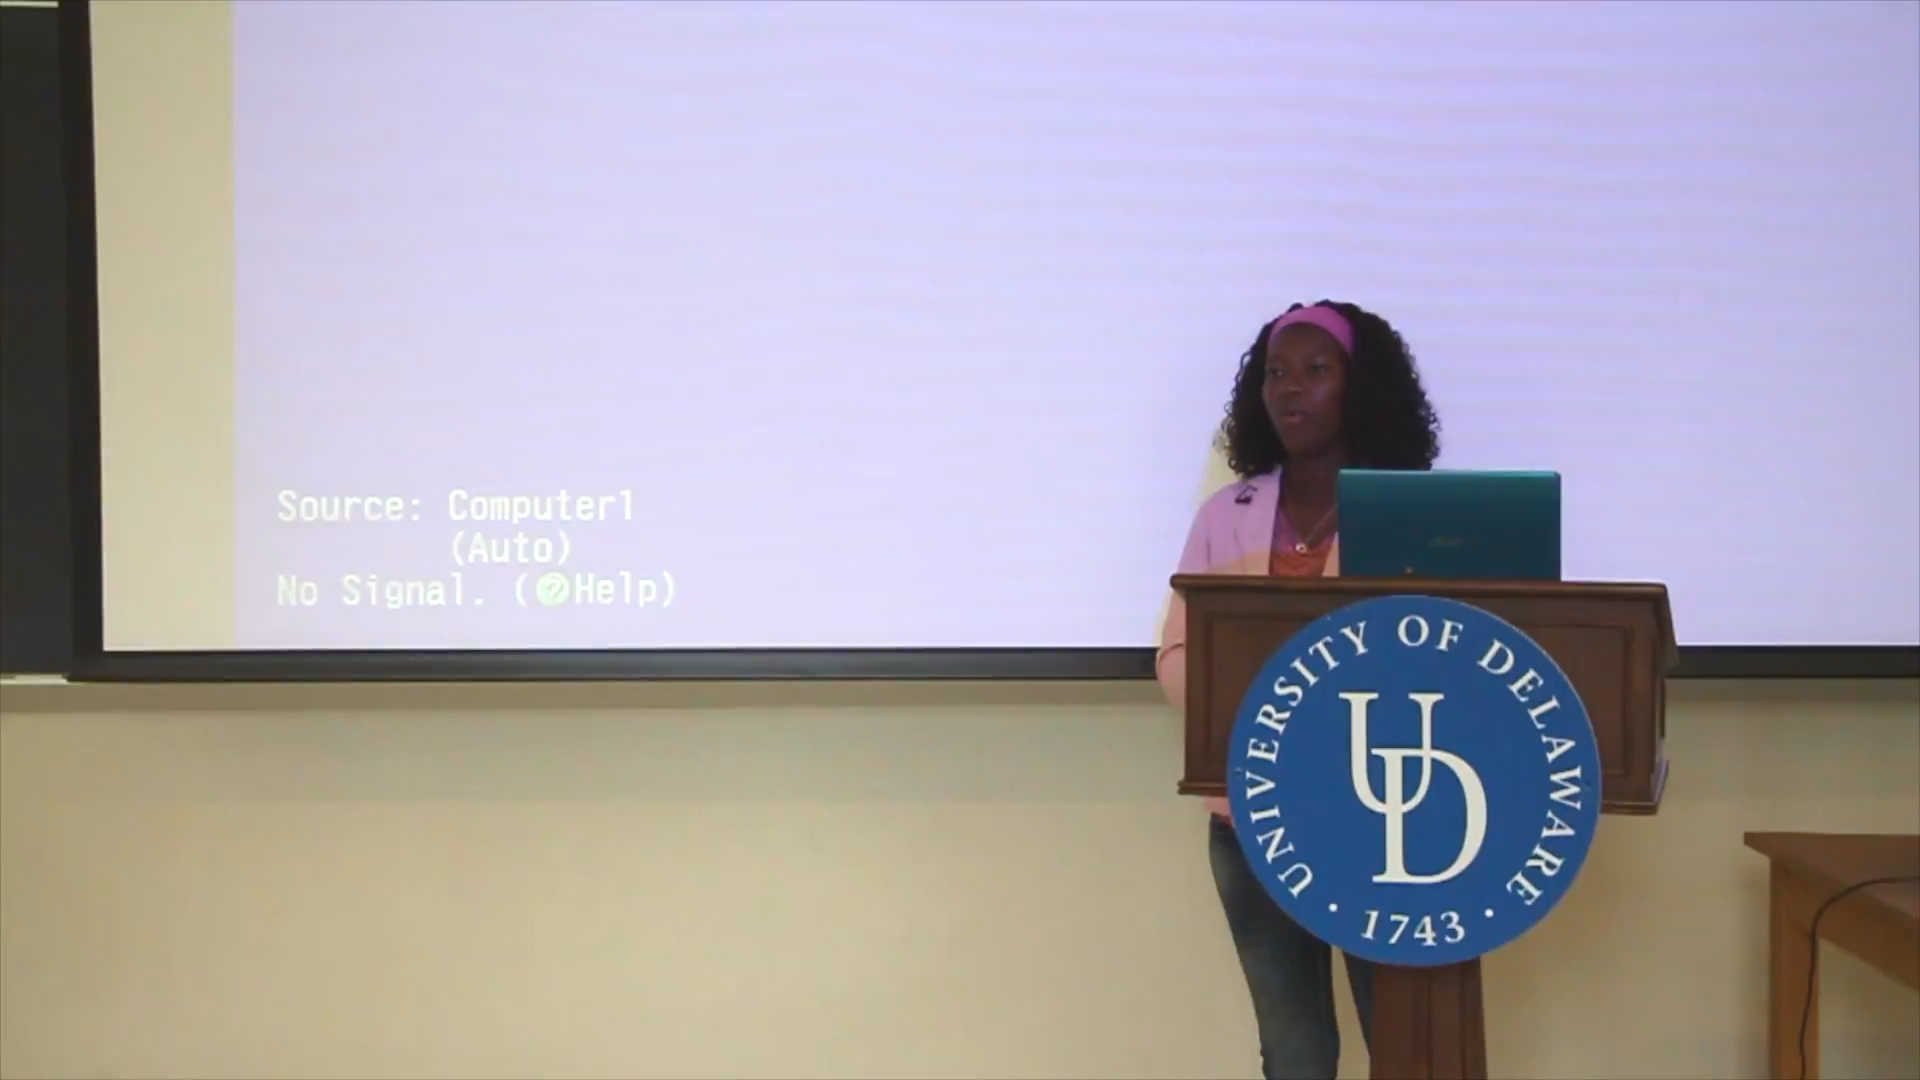 Source: Computer1
(Auto)
No Signal. (?Help)
UNIVERSITY OF DELAWARE
UD
· 1743 ·